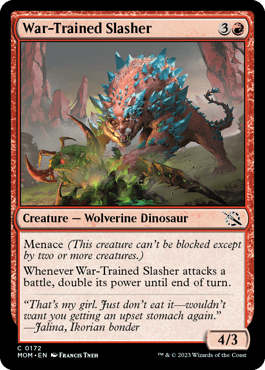 War-Trained Slasher 3
Creature — Wolverine Dinosaur
Menace (This creature can't be blocked except
by two or more creatures.)
Whenever War-Trained Slasher attacks a
battle, double its power until end of turn.
"That's my girl. Just don't eat it—wouldn't
want you getting an upset stomach again."
—Jalina, Ikorian bonder
4/3
C 0172
MOM • EN FRANCIS TNEH
™ & © 2023 Wizards of the Coast